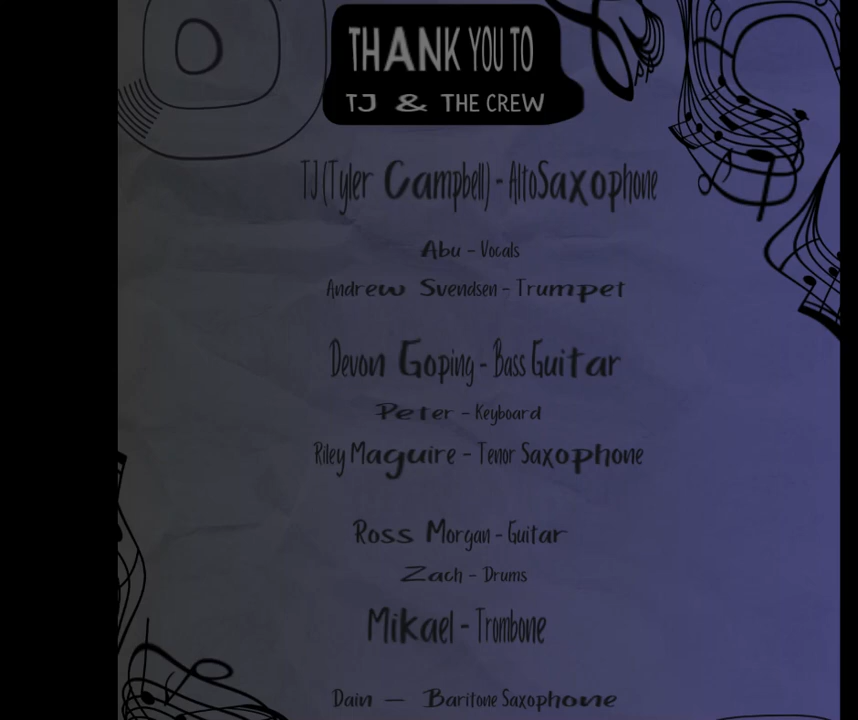 THANK YOU TO
TJ & THE CREW
TJ (Tyler Campbell) - Alto Saxophone
Abu - Vocals
Andrew Svendsen - Trumpet
Devon Goping - Bass Guitar
Peter - Keyboard
Riley Maguire - Tenor Saxophone
Ross Morgan - Guitar
Zach - Drums
Mikael - Trombone
Dain — Baritone Saxophone